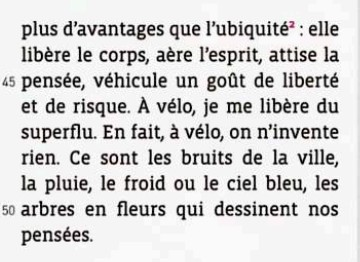 plus d’avantages que l’ubiquité² : elle
libère le corps, aère l’esprit, attise la
45 pensée, véhicule un goût de liberté
et de risque. À vélo, je me libère du
superflu. En fait, à vélo, on n’invente
rien. Ce sont les bruits de la ville,
la pluie, le froid ou le ciel bleu, les
50 arbres en fleurs qui dessinent nos
pensées.